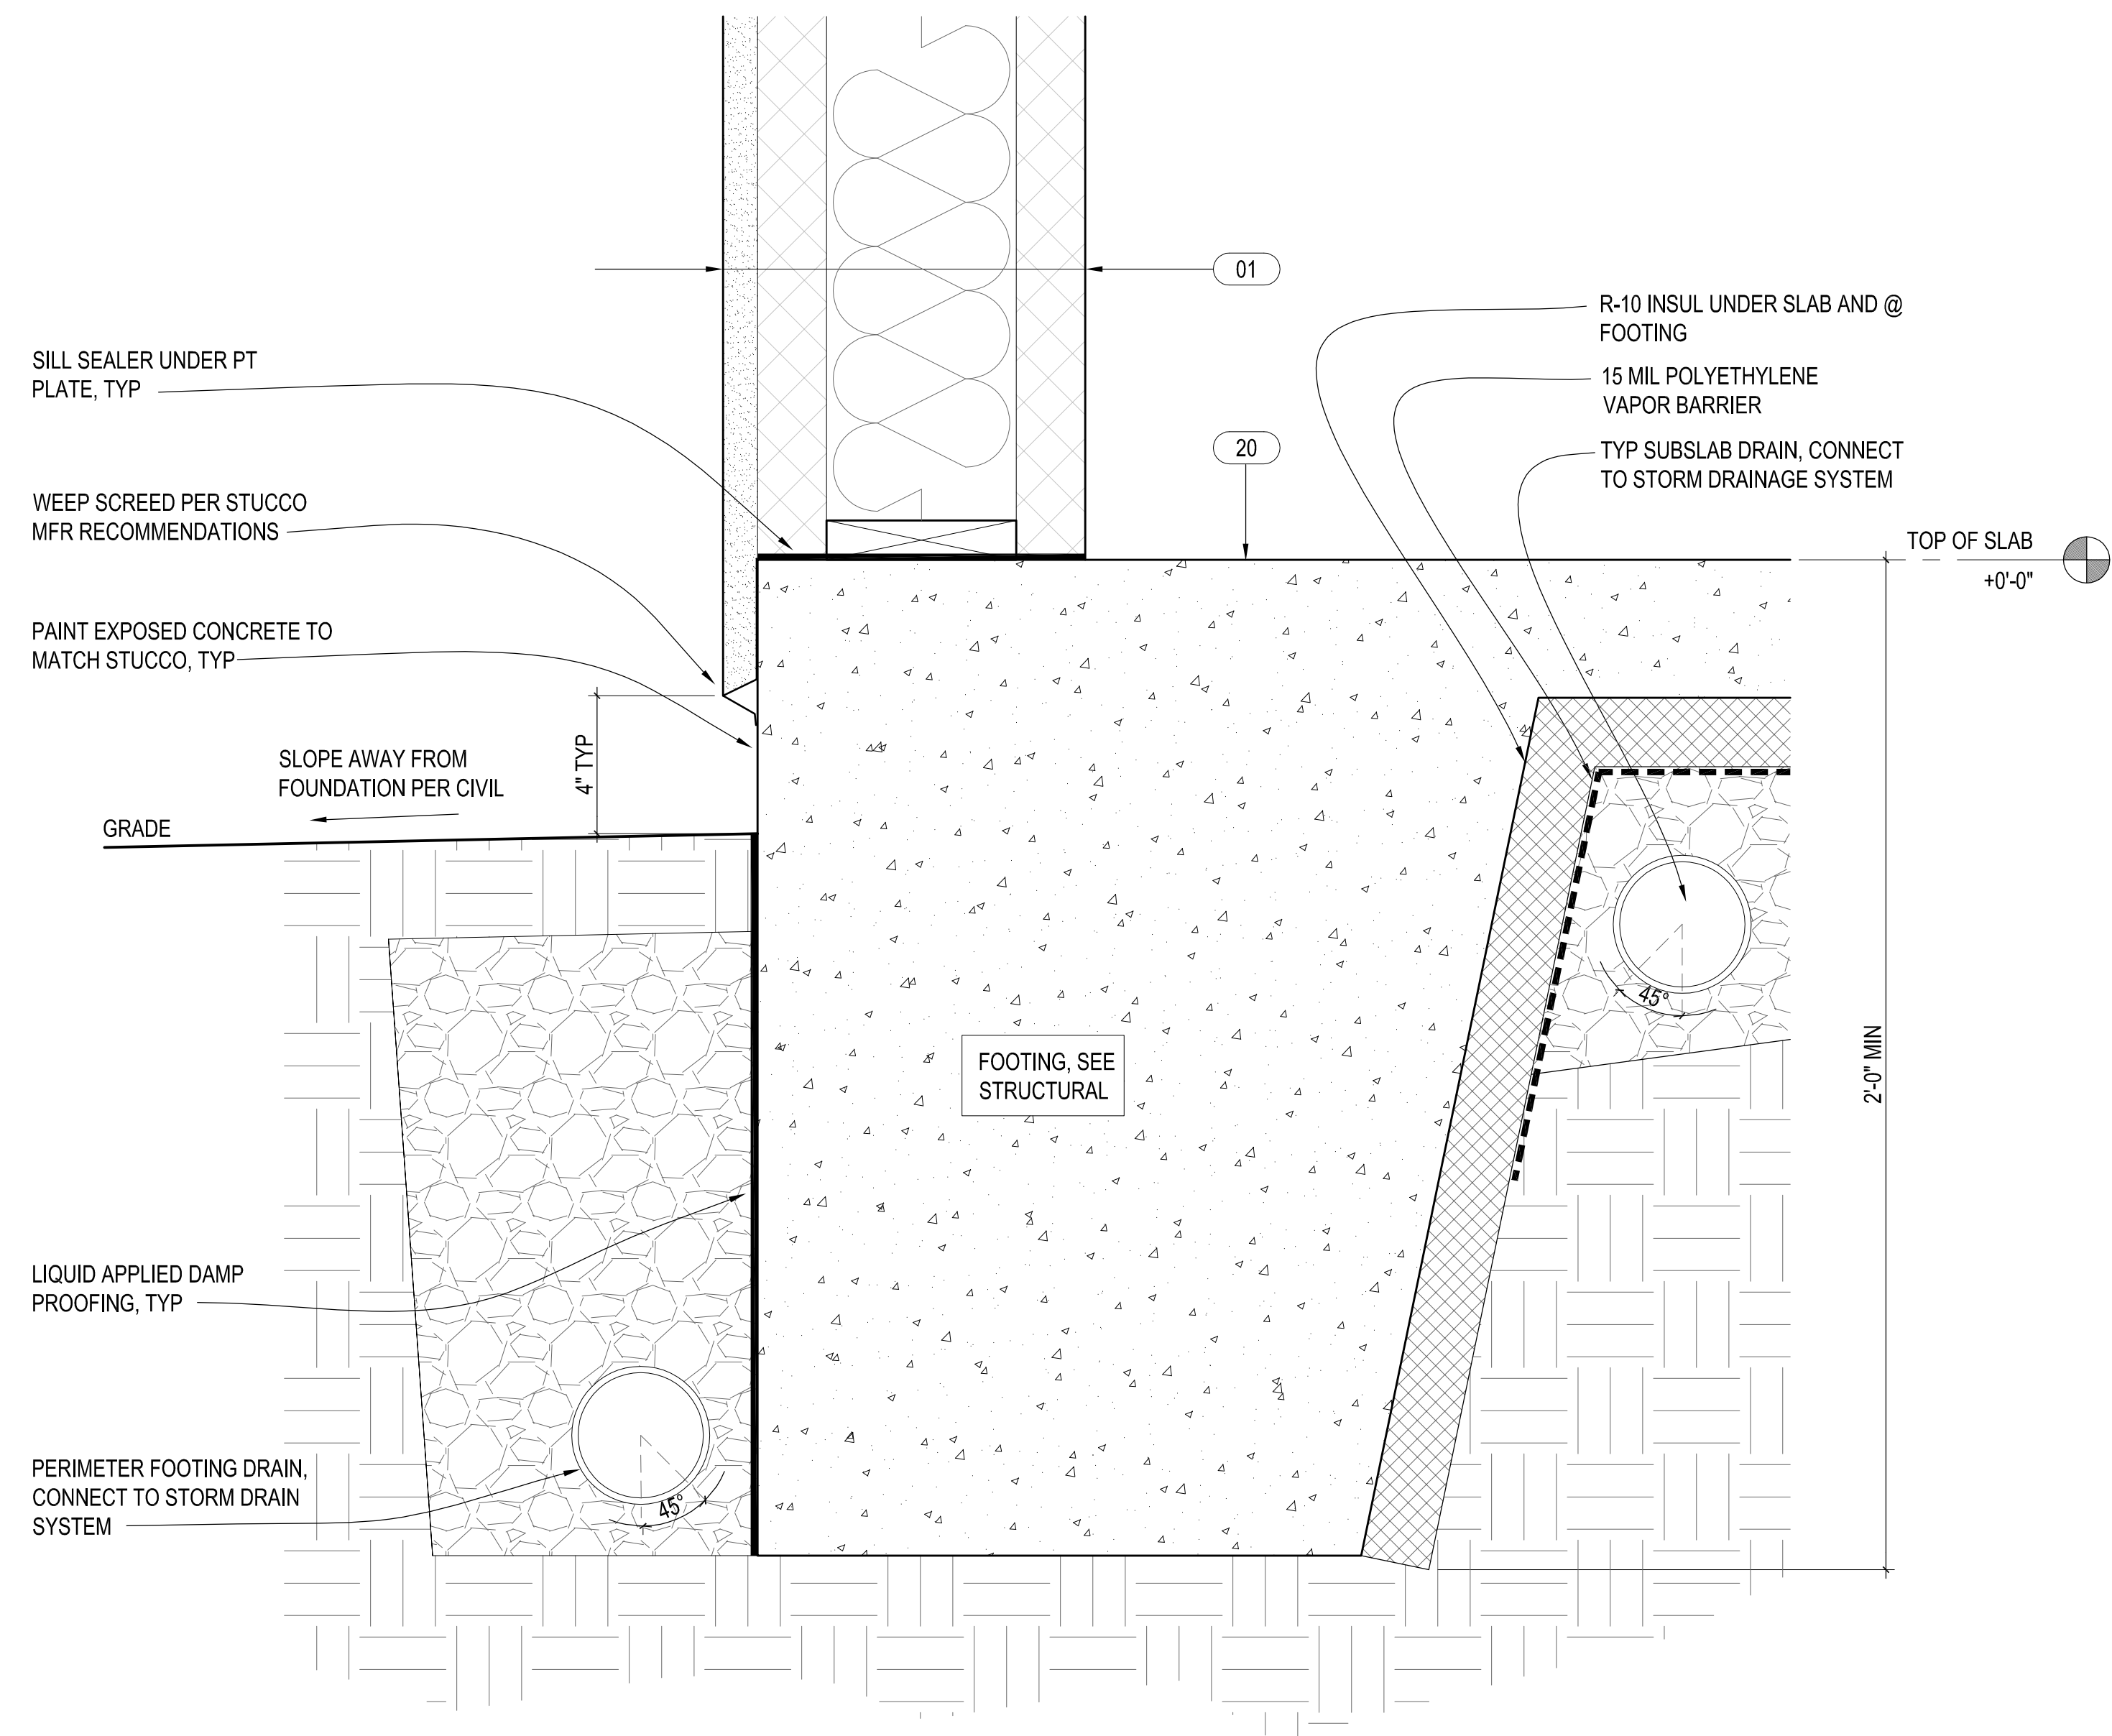 01
R-10 INSUL UNDER SLAB AND @
FOOTING
SILL SEALER UNDER PT
PLATE, TYP
15 MIL POLYETHYLENE
VAPOR BARRIER
20
TYP SUBSLAB DRAIN, CONNECT
TO STORM DRAINAGE SYSTEM
WEEP SCREED PER STUCCO
MFR RECOMMENDATIONS
TOP OF SLAB
+0'-0"
PAINT EXPOSED CONCRETE TO
MATCH STUCCO, TYP
4" TYP
SLOPE AWAY FROM
FOUNDATION PER CIVIL
GRADE
45°
FOOTING, SEE
STRUCTURAL
2'-0" MIN
LIQUID APPLIED DAMP
PROOFING, TYP
PERIMETER FOOTING DRAIN,
CONNECT TO STORM DRAIN
SYSTEM
45°